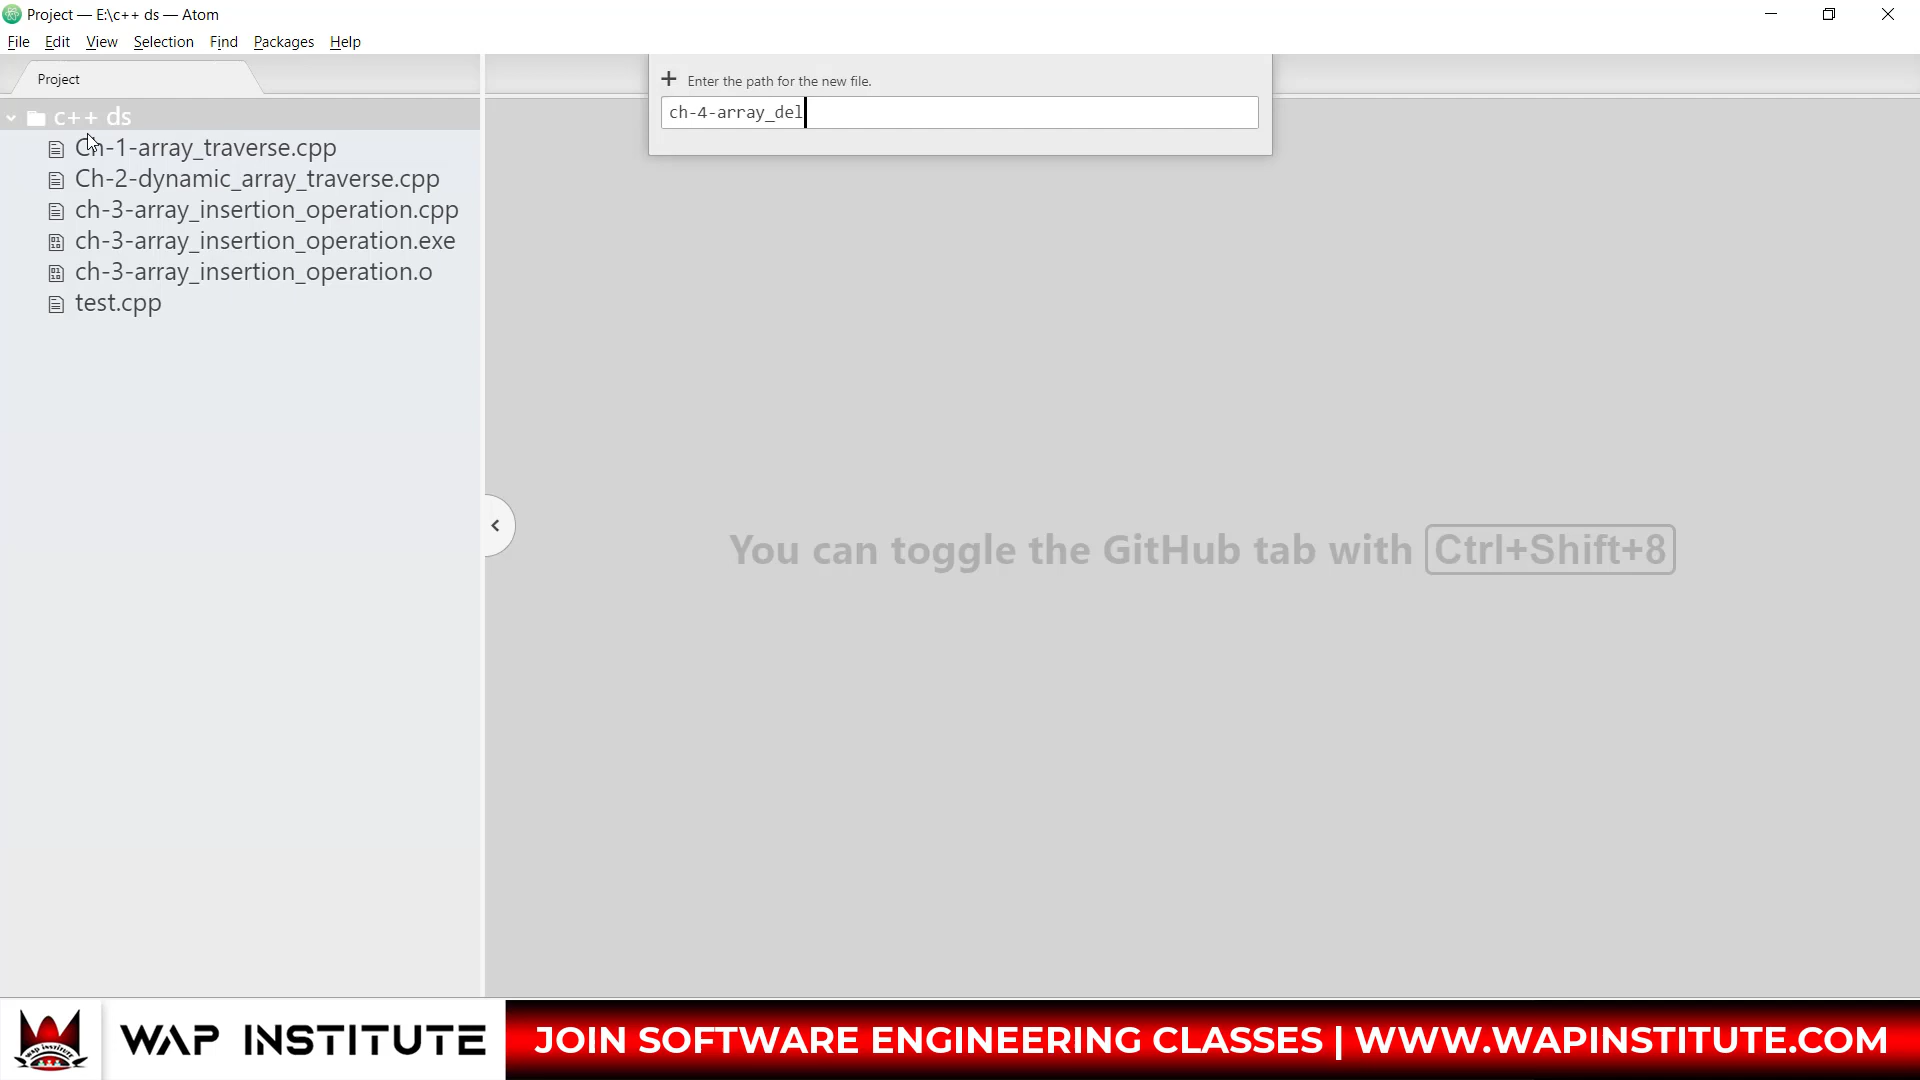 Project — E:\c++ ds — Atom
File Edit View Selection Find Packages Help
Project
Enter the path for the new file.
ch-4-array_del
c++ ds
Ch-1-array_traverse.cpp
Ch-2-dynamic_array_traverse.cpp
ch-3-array_insertion_operation.cpp
ch-3-array_insertion_operation.exe
ch-3-array_insertion_operation.o
test.cpp
You can toggle the GitHub tab with Ctrl+Shift+8
WAP INSTITUTE
JOIN SOFTWARE ENGINEERING CLASSES | WWW.WAPINSTITUTE.COM